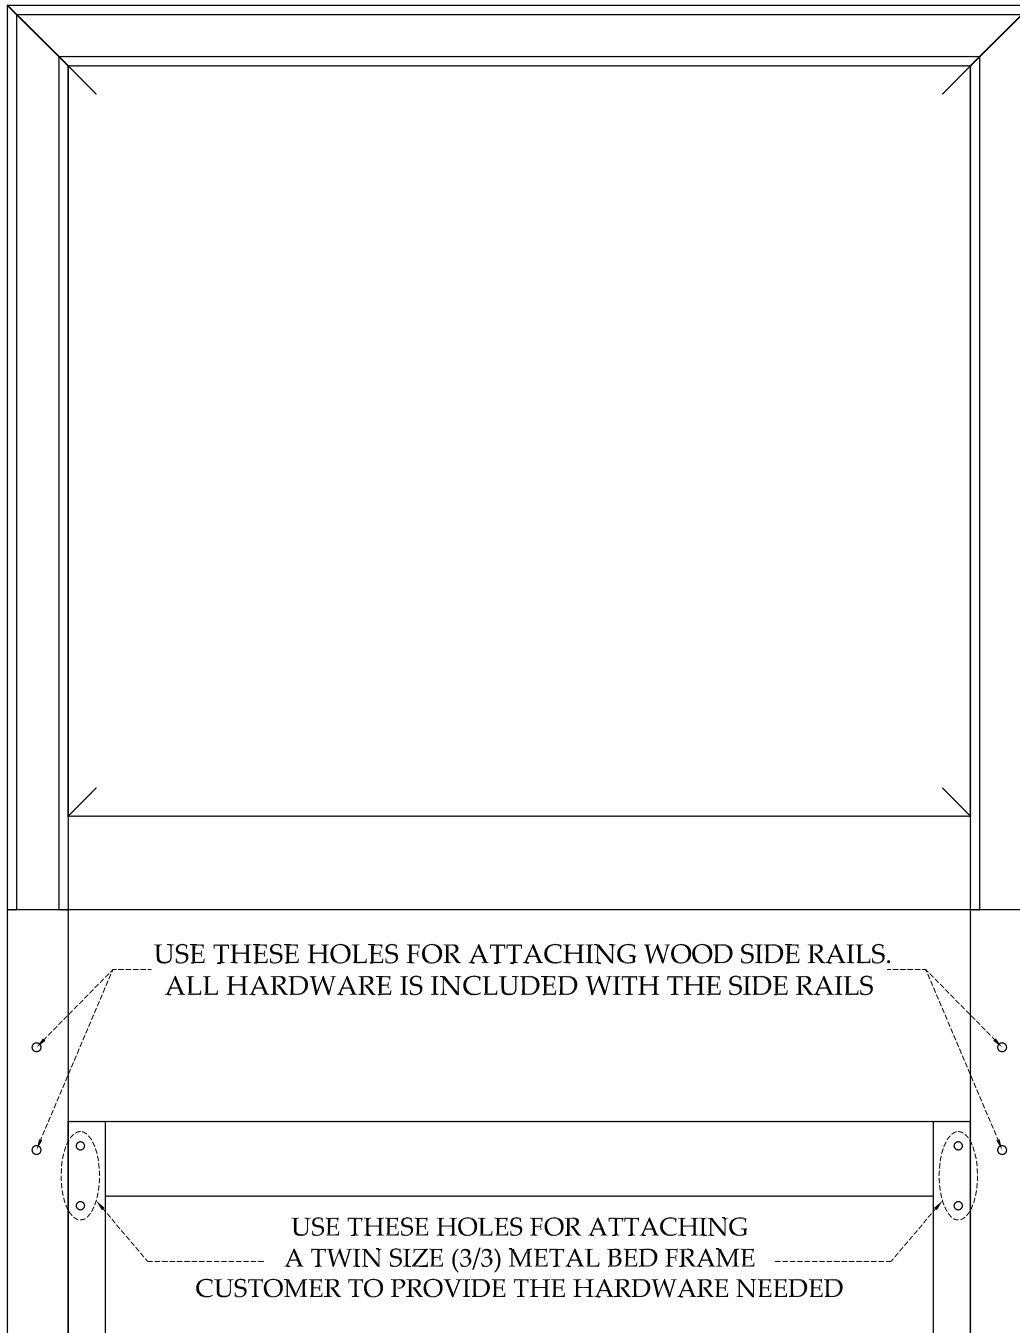 USE THESE HOLES FOR ATTACHING WOOD SIDE RAILS.
ALL HARDWARE IS INCLUDED WITH THE SIDE RAILS
USE THESE HOLES FOR ATTACHING
A TWIN SIZE (3/3) METAL BED FRAME
CUSTOMER TO PROVIDE THE HARDWARE NEEDED